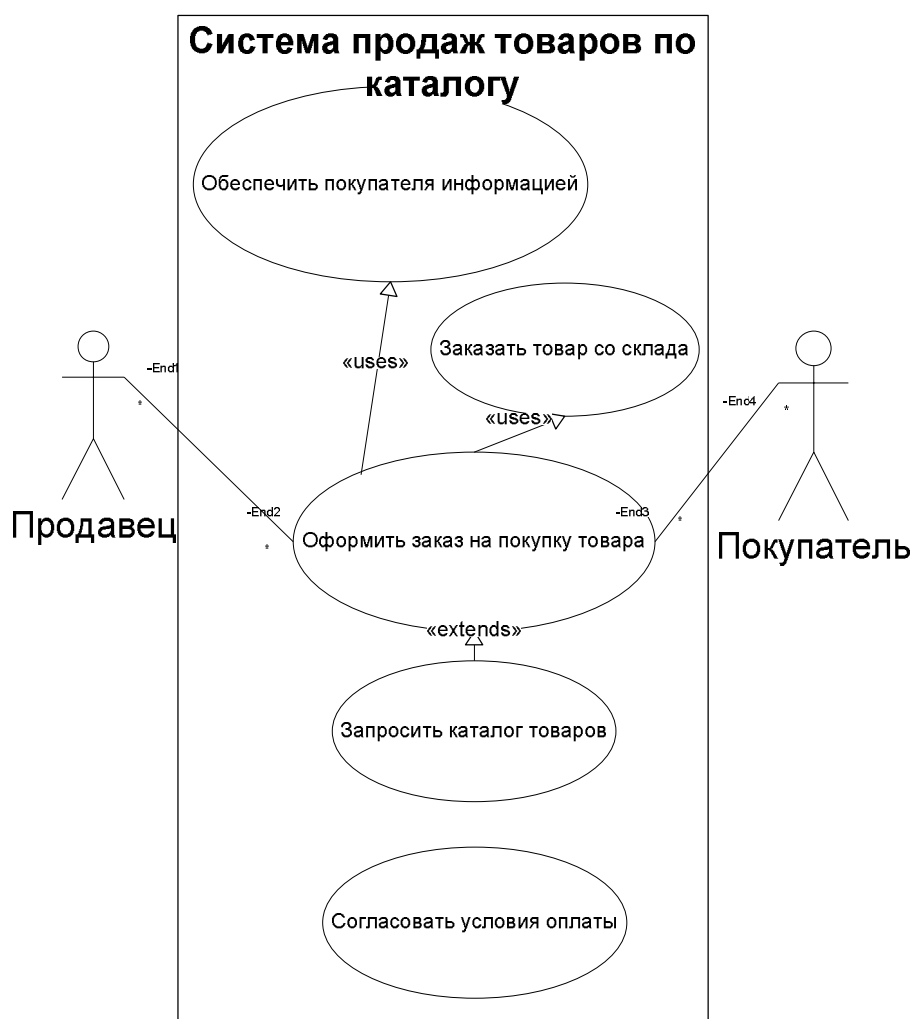 Система продаж товаров по
каталогу
Обеспечить покупателя информацией
Заказать товар со склада
«uses»
-End1
*
-End4
*
«uses»
-End2
*
-End3
*
Продавец
Оформить заказ на покупку товара
Покупатель
«extends»
Запросить каталог товаров
Согласовать условия оплаты